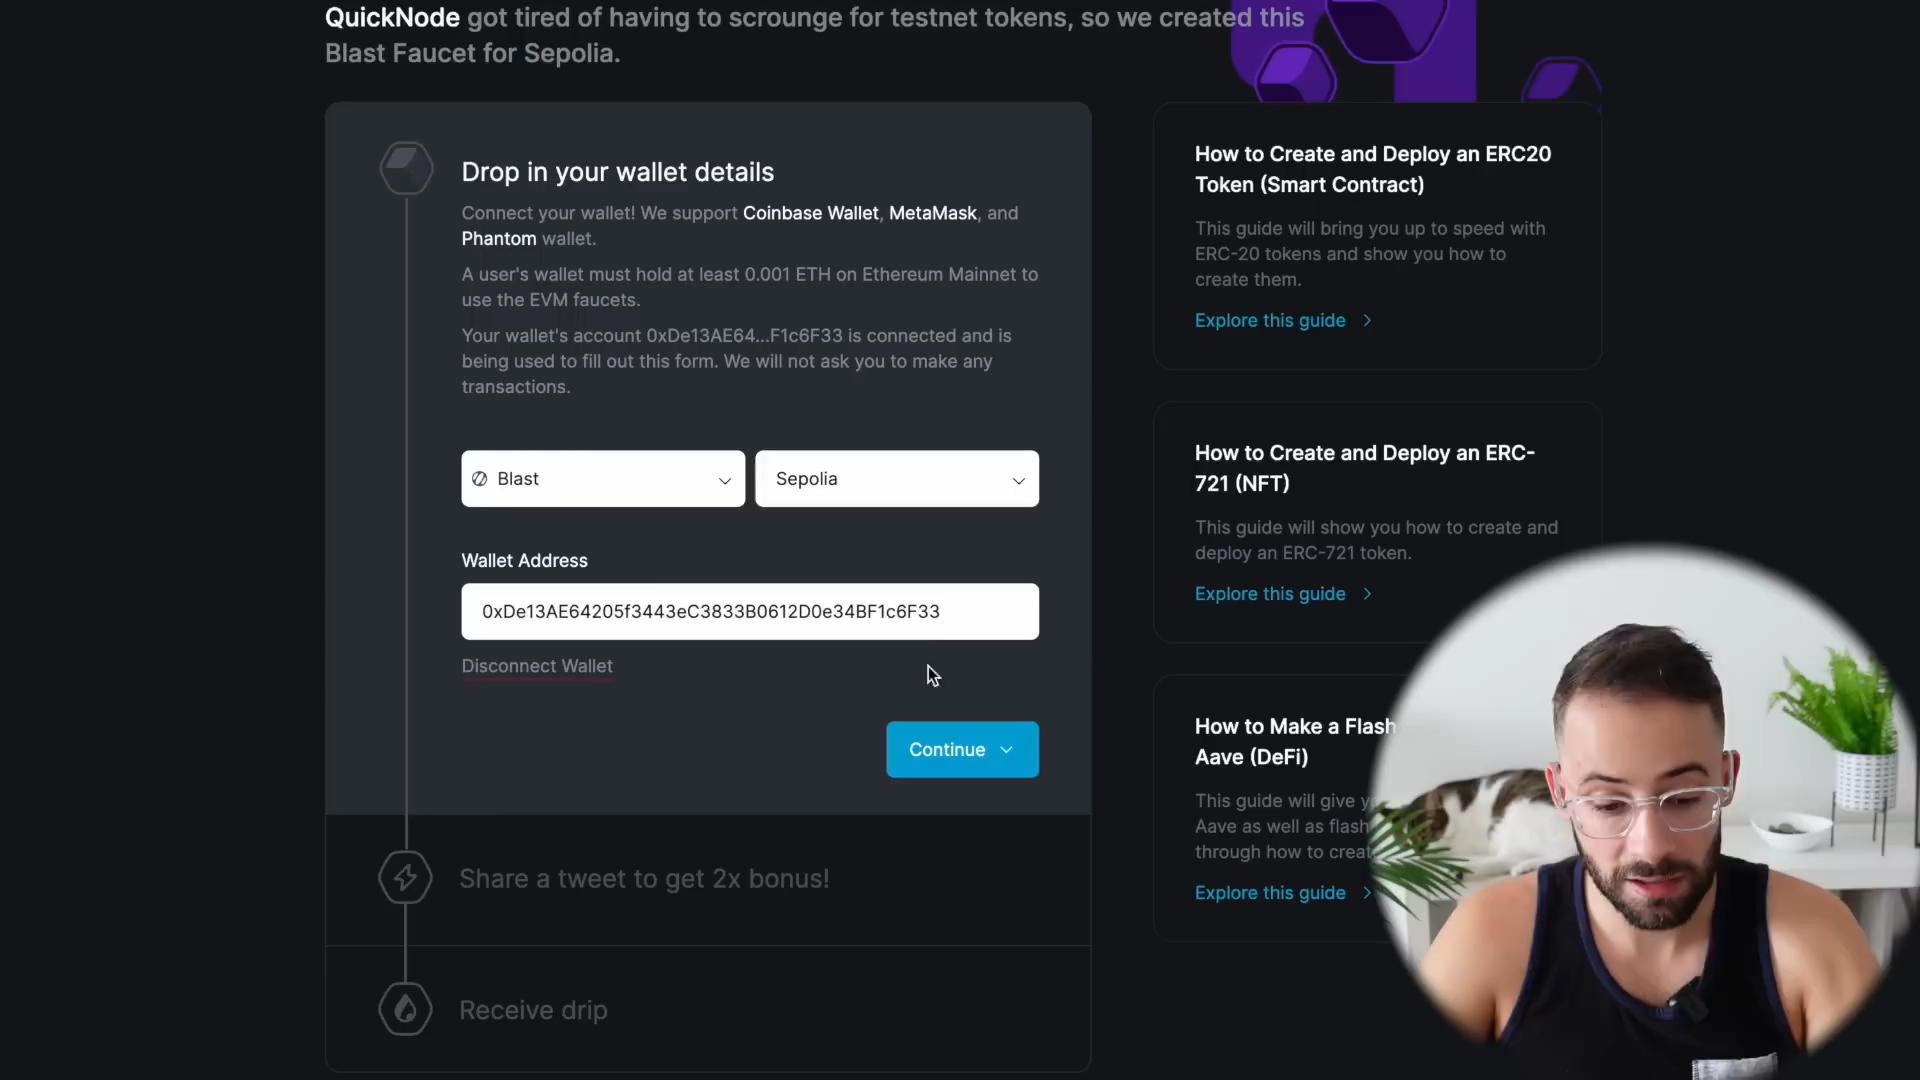 QuickNode got tired of having to scrounge for testnet tokens, so we created this
Blast Faucet for Sepolia.
Drop in your wallet details
Connect your wallet! We support Coinbase Wallet, MetaMask, and
Phantom wallet.
A user's wallet must hold at least 0.001 ETH on Ethereum Mainnet to
use the EVM faucets.
Your wallet's account 0xDe13AE64...F1c6F33 is connected and is
being used to fill out this form. We will not ask you to make any
transactions.
Blast
Sepolia
Wallet Address
0xDe13AE64205f3443eC3833B0612D0e34BF1c6F33
Disconnect Wallet
Continue
Share a tweet to get 2x bonus!
Receive drip
How to Create and Deploy an ERC20
Token (Smart Contract)
This guide will bring you up to speed with
ERC-20 tokens and show you how to
create them.
Explore this guide
How to Create and Deploy an ERC-
721 (NFT)
This guide will show you how to create and
deploy an ERC-721 token.
Explore this guide
How to Make a Flash
Aave (DeFi)
This guide will give
Aave as well as flash
through how to creat
Explore this guide